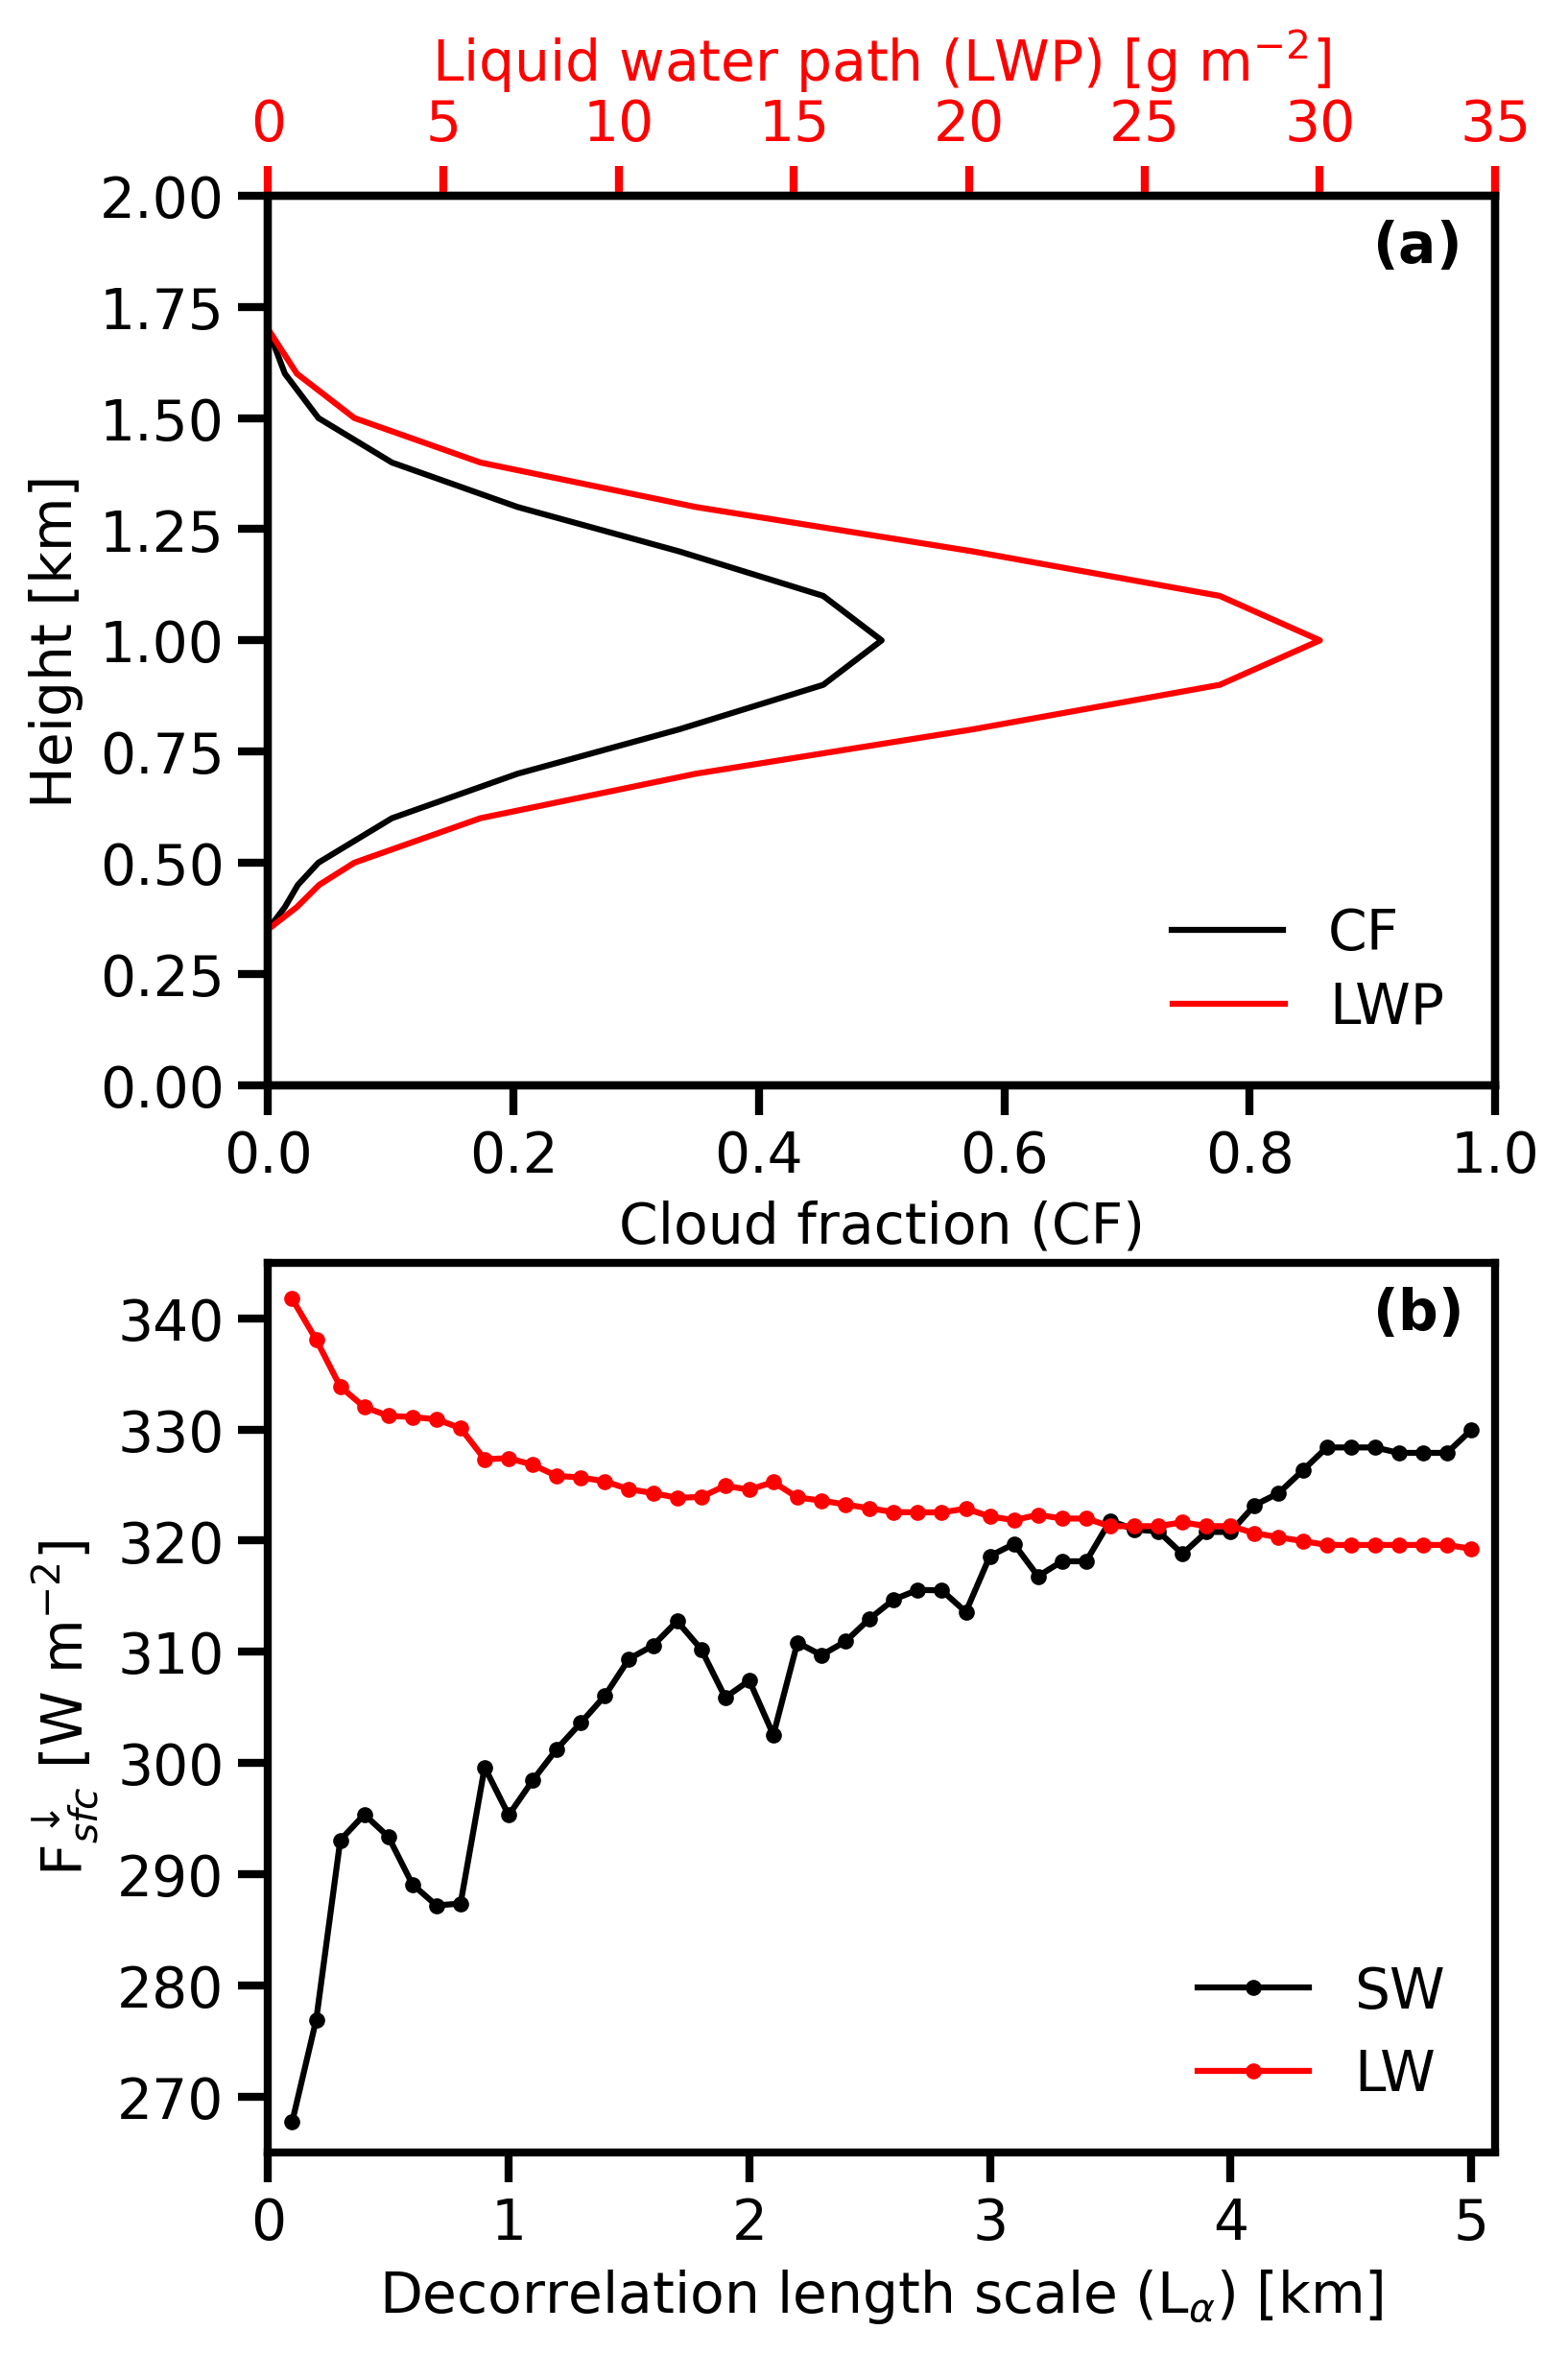 Liquid water path (LWP) [g m⁻²]
0 5 10 15 20 25 30 35
(a)
2.00
1.75
1.50
1.25
1.00
0.75
0.50
0.25
0.00
Height [km]
CF
LWP
0.0 0.2 0.4 0.6 0.8 1.0
Cloud fraction (CF)
(b)
340
330
320
310
300
290
280
270
F↓sfc [W m⁻²]
SW
LW
0 1 2 3 4 5
Decorrelation length scale (Lα) [km]